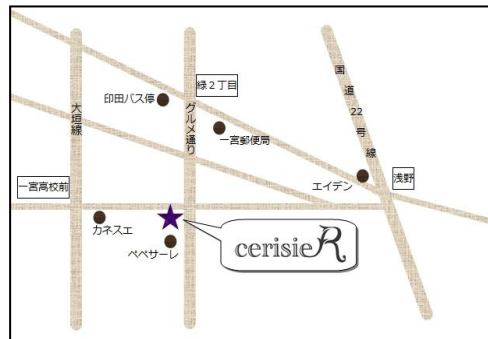 緑2丁目
印田バス停
大垣線
グルメ通り
一宮郵便局
国道22号線
エイデン
浅野
一宮高校前
カネスエ
ペペサーレ
cerisieR